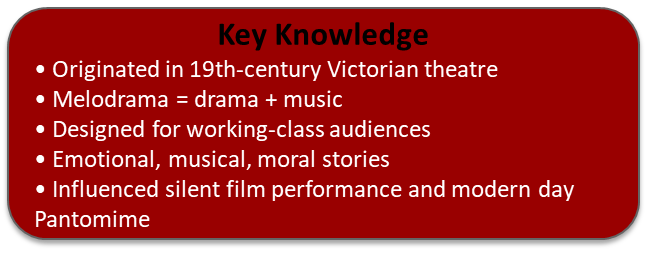 Key Knowledge
• Originated in 19th-century Victorian theatre
• Melodrama = drama + music
• Designed for working-class audiences
• Emotional, musical, moral stories
• Influenced silent film performance and modern day
Pantomime